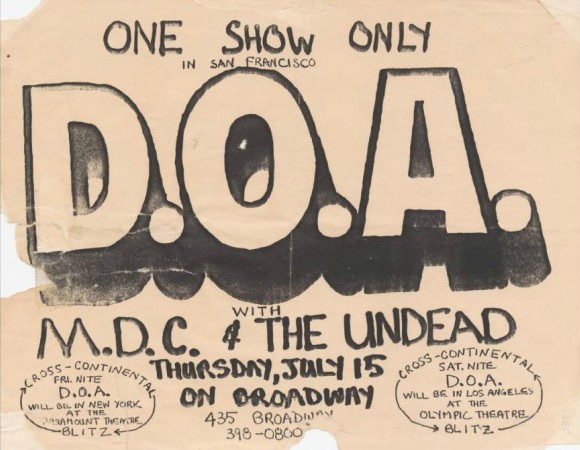 ONE SHOW ONLY
IN SAN FRANCISCO
D.O.A.
WITH
M.D.C. & THE UNDEAD
THURSDAY, JULY 15
ON BROADWAY
435 BROADWAY
398-0800
CROSS-CONTINENTAL
FRI. NITE
D.O.A.
WILL BE IN NEW YORK
AT THE
PARAMOUNT THEATRE
BLITZ
CROSS-CONTINENTAL
SAT. NITE
D.O.A.
WILL BE IN LOS ANGELES
AT THE
OLYMPIC THEATRE
BLITZ